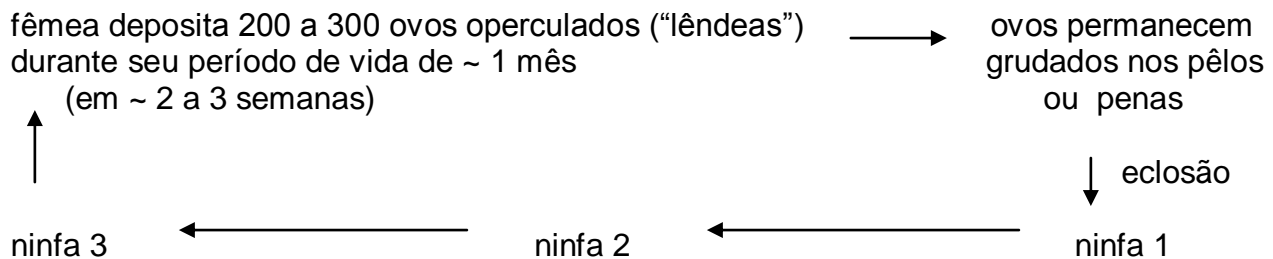 fêmea deposita 200 a 300 ovos operculados (“lêndeas”)
durante seu período de vida de ~ 1 mês
(em ~ 2 a 3 semanas)
ovos permanecem
grudados nos pêlos
ou penas
eclosão
ninfa 3
ninfa 2
ninfa 1